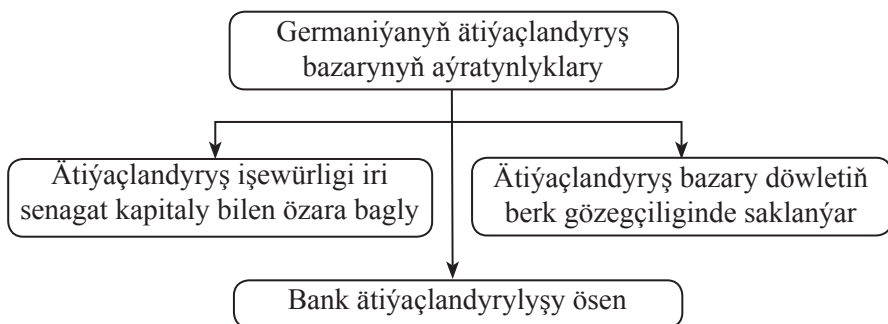 Germaniýanyň ätiýaçlandyryş
bazarynyň aýratynlyklary
Ätiýaçlandyryş işewürligi iri
senagat kapitaly bilen özara bagly
Ätiýaçlandyryş bazary döwletiň
berk gözegçiliginde saklanýar
Bank ätiýaçlandyrylyşy ösen